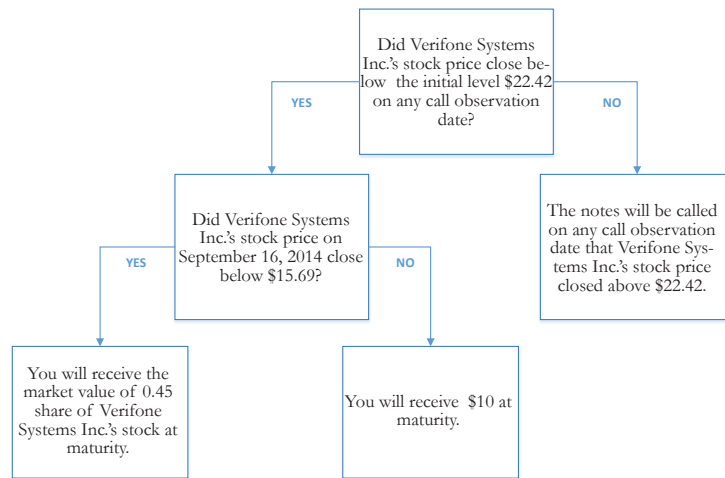 Did Verifone Systems
Inc.'s stock price close be-
low the initial level $22.42
on any call observation
date?
YES
NO
Did Verifone Systems
Inc.'s stock price on
September 16, 2014 close
below $15.69?
The notes will be called
on any call observation
date that Verifone Sys-
tems Inc.'s stock price
closed above $22.42.
YES
NO
You will receive the
market value of 0.45
share of Verifone
Systems Inc.'s stock at
maturity.
You will receive $10 at
maturity.